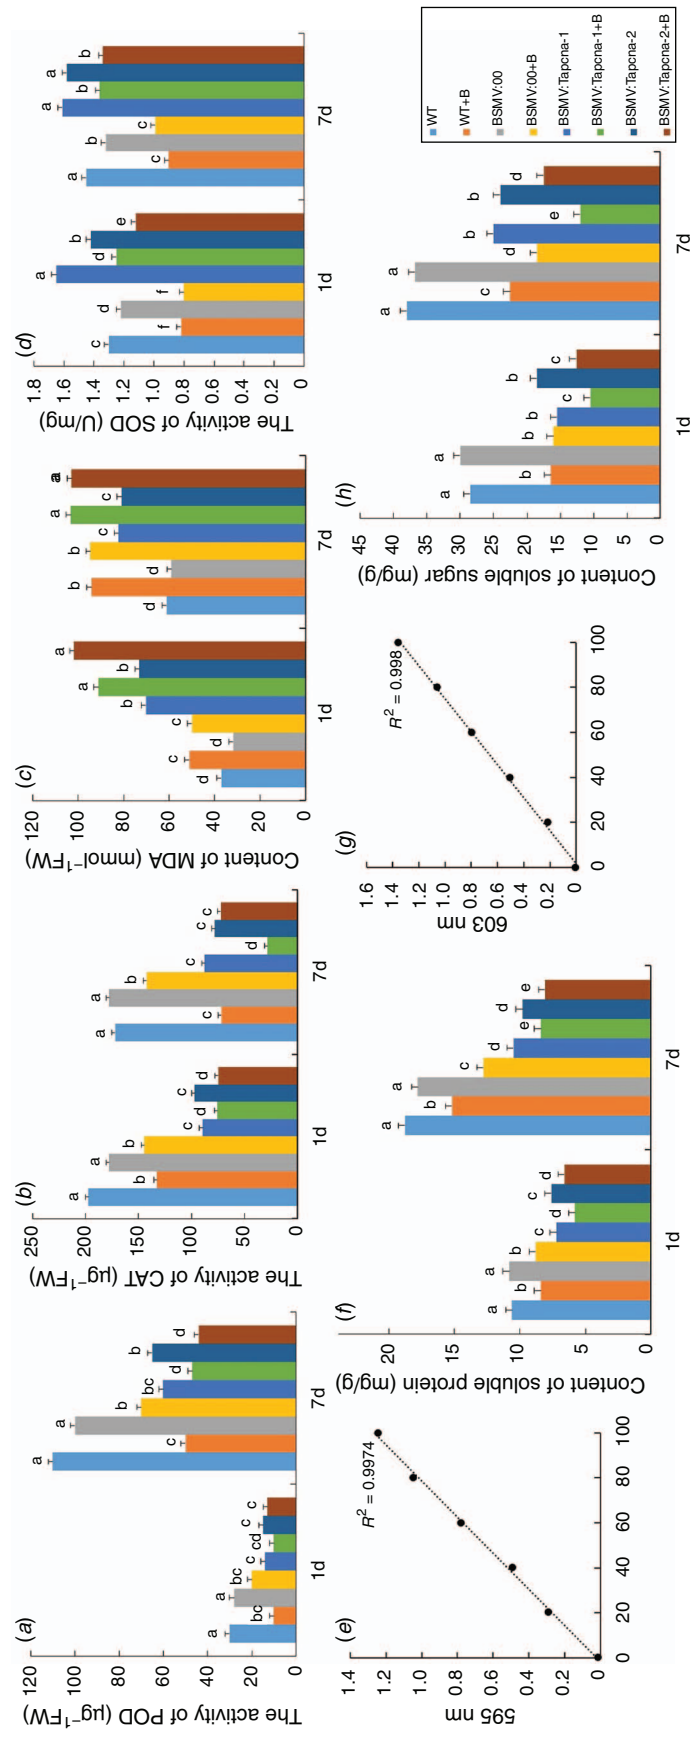 (a)
The activity of POD (µg⁻¹FW)
120
100
80
60
40
20
0
a bc a bc c cd c c
a c a b bc d b d
1d 7d
(b)
The activity of CAT (µg⁻¹FW)
250
200
150
100
50
0
a b a b c d c d
a c a b c d c c
1d 7d
(c)
Content of MDA (mmol⁻¹FW)
120
100
80
60
40
20
0
d c d c b a b a
d b d b c a c a
1d 7d
(d)
The activity of SOD (U/mg)
1.8
1.6
1.4
1.2
1.0
0.8
0.6
0.4
0.2
0
c f d f a d b e
a c b c a b a b
1d 7d
(e)
595 nm
1.4
1.2
1.0
0.8
0.6
0.4
0.2
0
R² = 0.9974
0 20 40 60 80 100
(f)
Content of soluble protein (mg/g)
20
15
10
5
0
a b a b c d c d
a b a c d e d e
1d 7d
(g)
603 nm
1.6
1.4
1.2
1.0
0.8
0.6
0.4
0.2
0
R² = 0.998
0 20 40 60 80 100
(h)
Content of soluble sugar (mg/g)
45
40
35
30
25
20
15
10
5
0
a b a b b c b c
a c a d b e b d
1d 7d
WT
WT+B
BSMV:00
BSMV:00+B
BSMV:Tapcna-1
BSMV:Tapcna-1+B
BSMV:Tapcna-2
BSMV:Tapcna-2+B